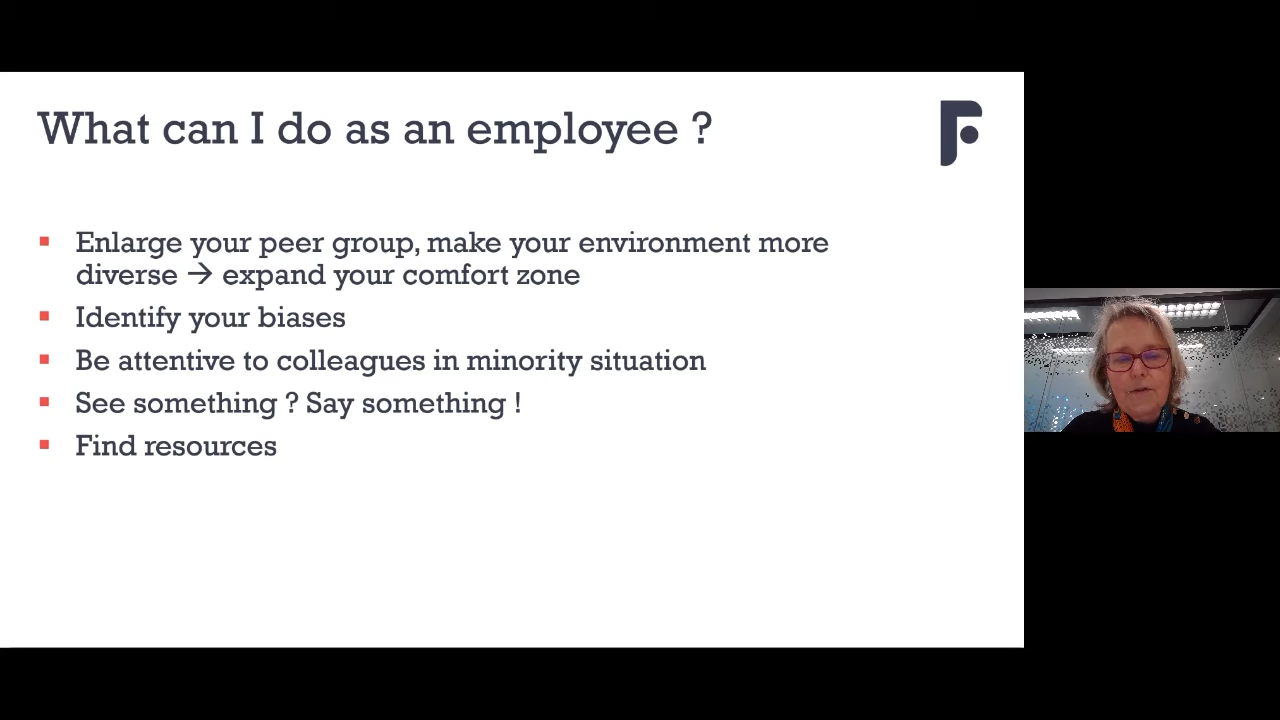 What can I do as an employee ?
Enlarge your peer group, make your environment more
diverse → expand your comfort zone
Identify your biases
Be attentive to colleagues in minority situation
See something ? Say something !
Find resources